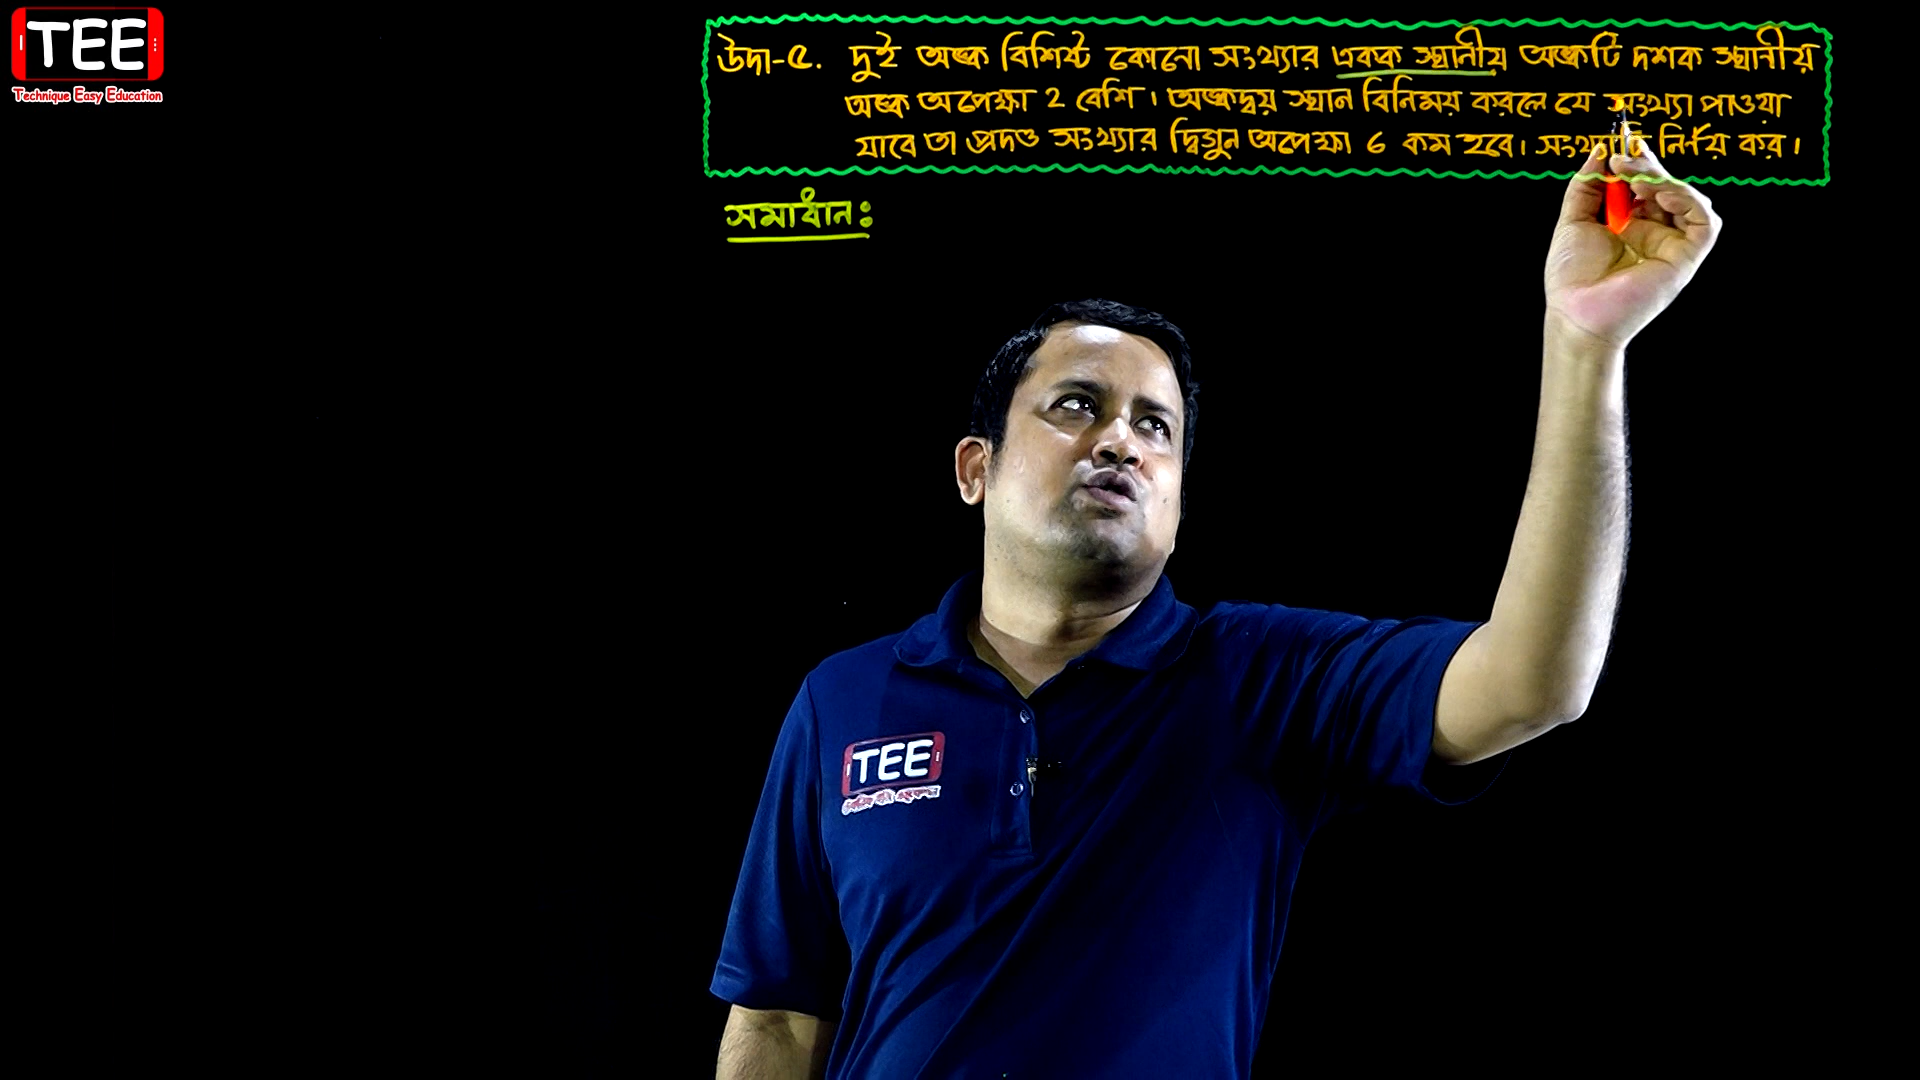 TEE
Technique Easy Education
উদা-৫. দুই অঙ্ক বিশিষ্ট কোনো সংখ্যার একক স্থানীয় অঙ্কটি দশক স্থানীয়
অঙ্ক অপেক্ষা 2 বেশি। অঙ্কদ্বয় স্থান বিনিময় করলে যে সংখ্যা পাওয়া
যাবে তা প্রদত্ত সংখ্যার দ্বিগুন অপেক্ষা ৬ কম হবে। সংখ্যাটি নির্ণয় কর।
সমাধান:
TEE